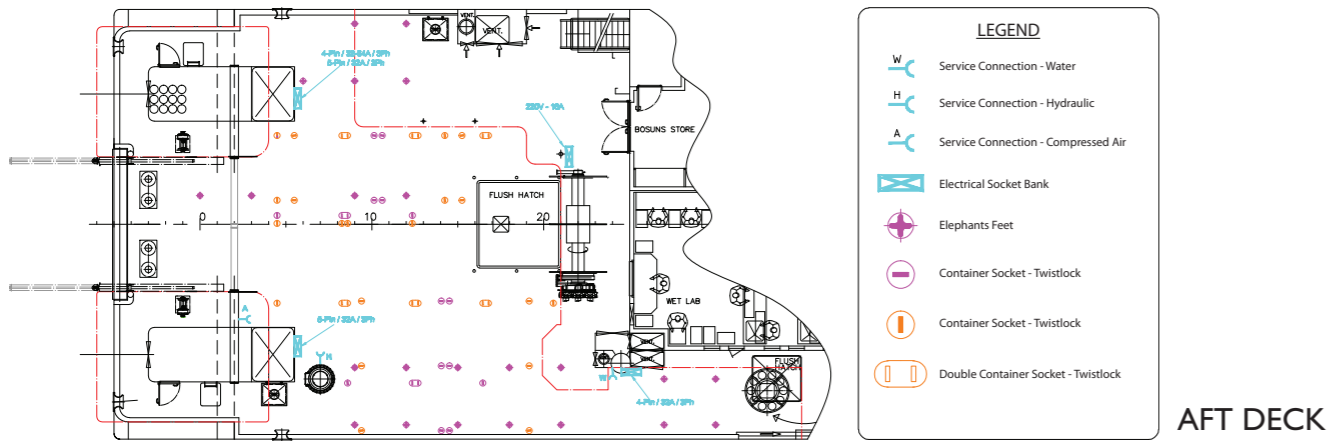 VENT.
VENT.
4-Pin / 32-64A / 3Ph
5-Pin / 32A / 3Ph
220V - 16A
BOSUNS STORE
FLUSH HATCH
0
10
20
WET LAB
A
5-Pin / 32A / 3Ph
H
VENT.
VENT.
W
4-Pin / 32A / 3Ph
FLUSH
HATCH
LEGEND
W
Service Connection - Water
H
Service Connection - Hydraulic
A
Service Connection - Compressed Air
Electrical Socket Bank
Elephants Feet
Container Socket - Twistlock
Container Socket - Twistlock
Double Container Socket - Twistlock
AFT DECK